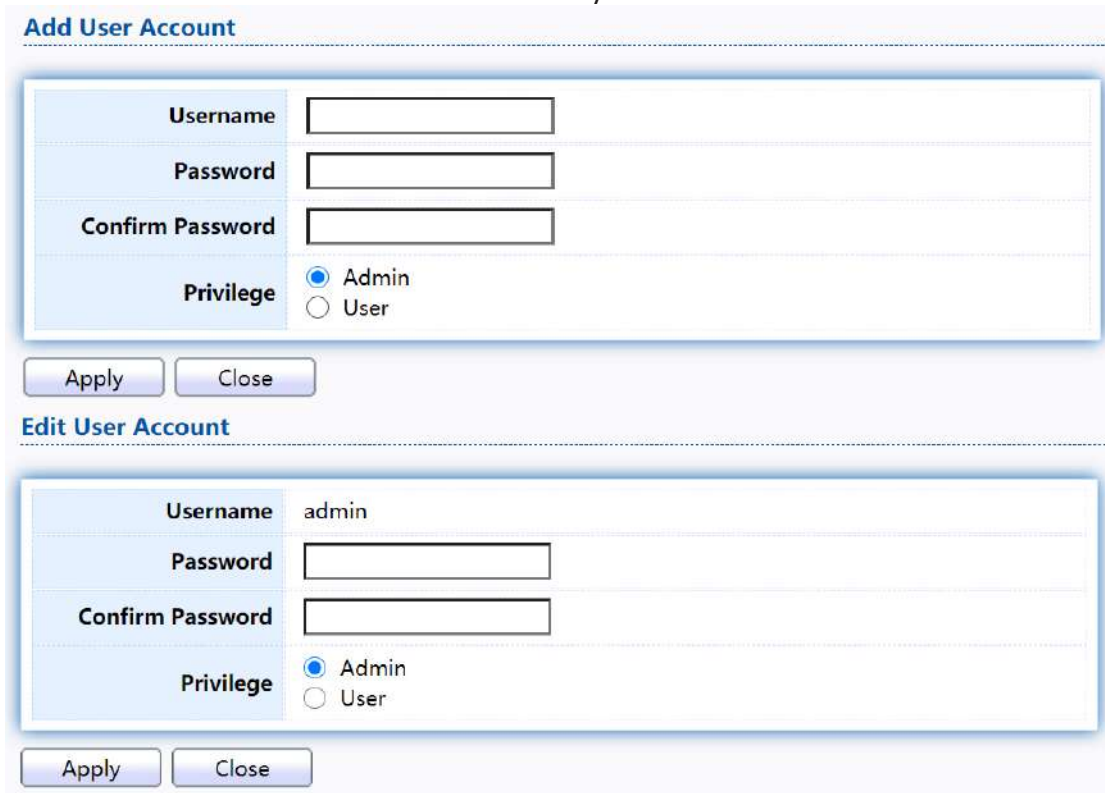 Add User Account
Username
Password
Confirm Password
Privilege
Admin
User
Apply Close
Edit User Account
Username admin
Password
Confirm Password
Privilege
Admin
User
Apply Close